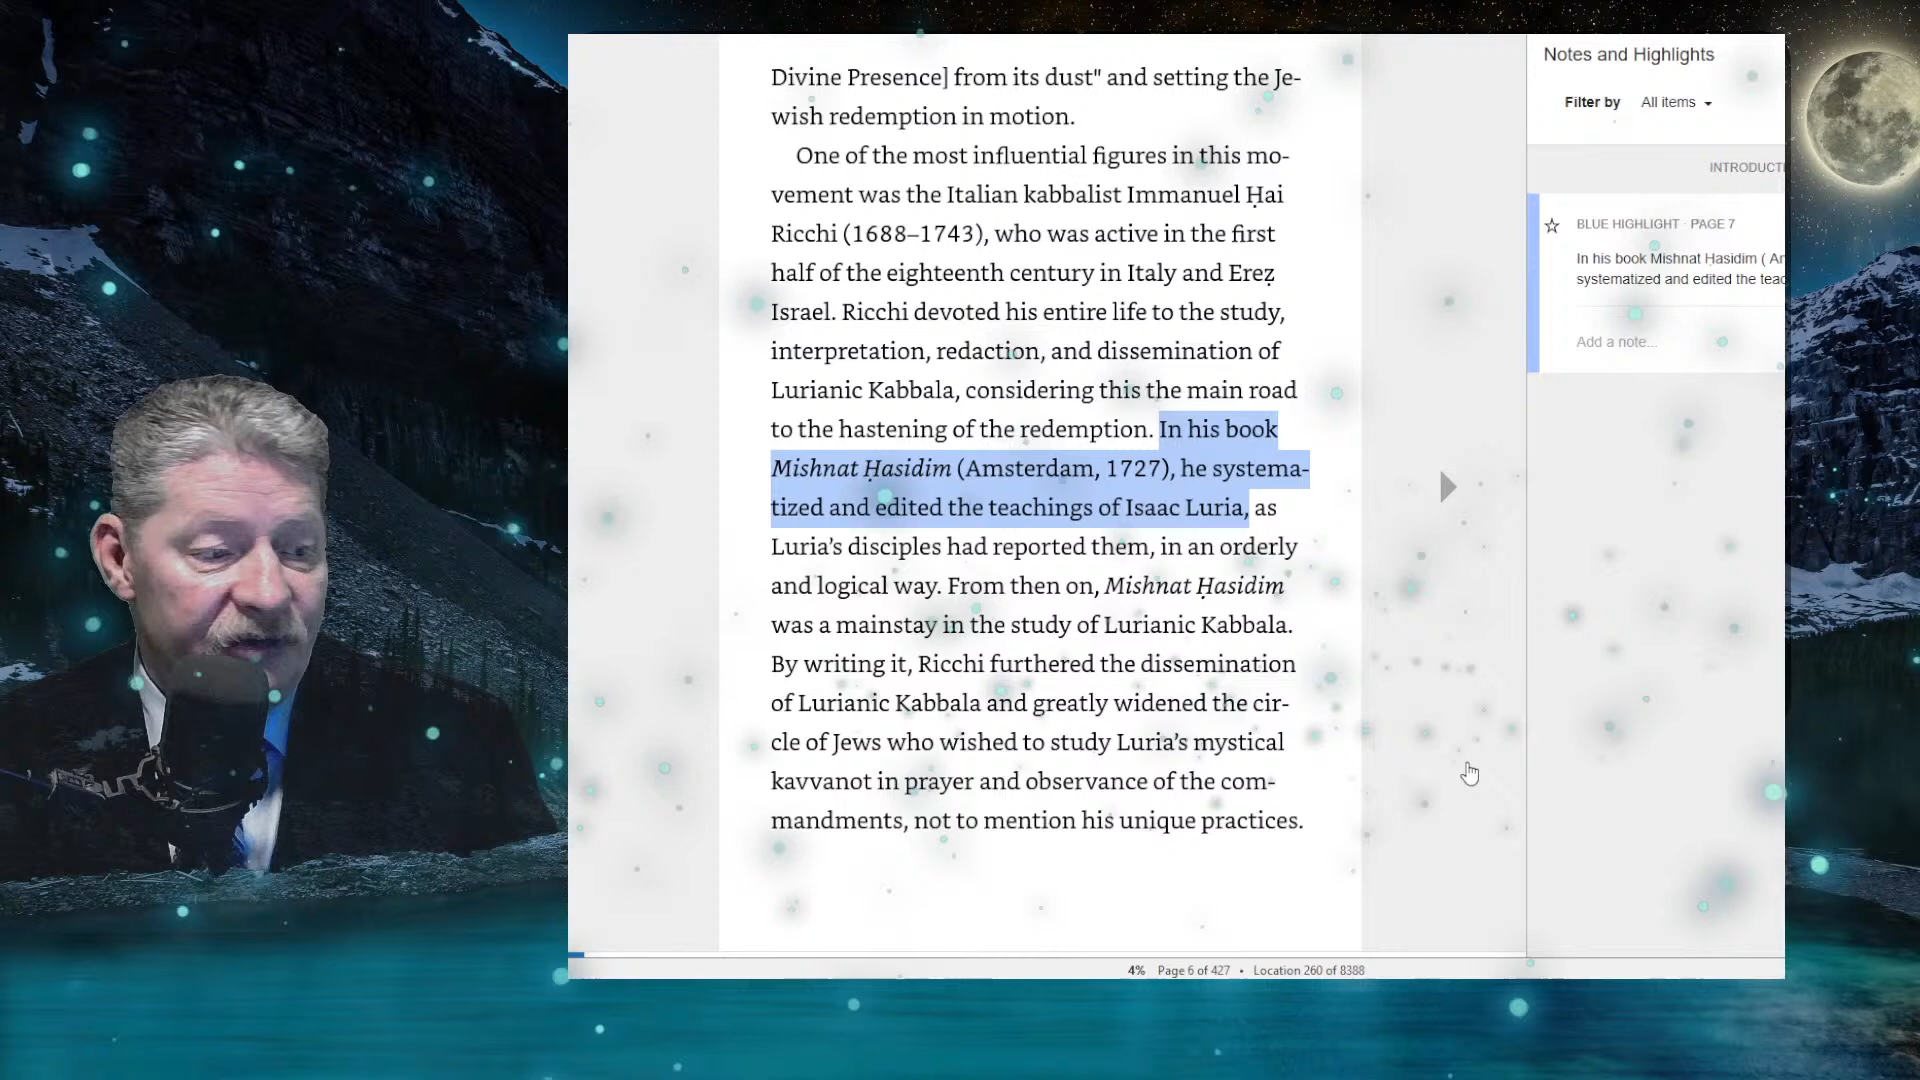 Divine Presence] from its dust" and setting the Je-
wish redemption in motion.
One of the most influential figures in this mo-
vement was the Italian kabbalist Immanuel Ḥai
Ricchi (1688–1743), who was active in the first
half of the eighteenth century in Italy and Ereẓ
Israel. Ricchi devoted his entire life to the study,
interpretation, redaction, and dissemination of
Lurianic Kabbala, considering this the main road
to the hastening of the redemption. In his book
Mishnat Ḥasidim (Amsterdam, 1727), he systema-
tized and edited the teachings of Isaac Luria, as
Luria’s disciples had reported them, in an orderly
and logical way. From then on, Mishnat Ḥasidim
was a mainstay in the study of Lurianic Kabbala.
By writing it, Ricchi furthered the dissemination
of Lurianic Kabbala and greatly widened the cir-
cle of Jews who wished to study Luria’s mystical
kavvanot in prayer and observance of the com-
mandments, not to mention his unique practices.
4% Page 6 of 427 • Location 260 of 8388
Notes and Highlights
Filter by All items
INTRODUCTI
BLUE HIGHLIGHT · PAGE 7
In his book Mishnat Ḥasidim ( Am
systematized and edited the teac
Add a note...